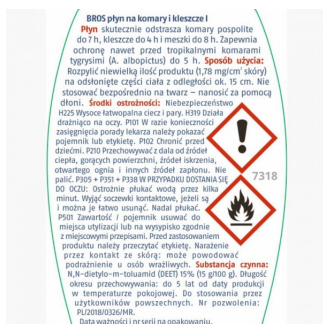 BROS płyn na komary i kleszcze I
Płyn skutecznie odstrasza komary pospolite
do 7 h, kleszcze do 4 h i meszki do 8 h. Zapewnia
ochronę nawet przed tropikalnymi komarami
tygrysimi (A. albopictus) do 5 h. Sposób użycia:
Rozpylić niewielką ilość produktu (1,78 mg/cm² skóry)
na odsłonięte części ciała z odległości ok. 15 cm. Nie
stosować bezpośrednio na twarz – nanosić za pomocą
dłoni. Środki ostrożności: Niebezpieczeństwo
H225 Wysoce łatwopalna ciecz i pary. H319 Działa
drażniąco na oczy. P101 W razie konieczności
zasięgnięcia porady lekarza należy pokazać
pojemnik lub etykietę. P102 Chronić przed
dziećmi. P210 Przechowywać z dala od źródeł
ciepła, gorących powierzchni, źródeł iskrzenia,
otwartego ognia i innych źródeł zapłonu. Nie
palić. P305 + P351 + P338 W PRZYPADKU DOSTANIA SIĘ
DO OCZU: Ostrożnie płukać wodą przez kilka
minut. Wyjąć soczewki kontaktowe, jeżeli są
i można je łatwo usunąć. Nadal płukać.
P501 Zawartość / pojemnik usuwać do
miejsca utylizacji lub na wysypisko zgodnie
z miejscowymi przepisami. Przed zastosowaniem
produktu należy przeczytać etykietę. Narażenie
przez kontakt ze skórą: może powodować
podrażnienie u osób wrażliwych. Substancja czynna:
N,N-dietylo-m-toluamid (DEET) 15% (15 g/100 g). Długość
okresu przechowywania: do 5 lat od daty produkcji
w temperaturze pokojowej. Do stosowania przez
użytkowników powszechnych. Nr pozwolenia:
PL/2018/0326/MR.
Data ważności i nr serii na opakowaniu.
7318